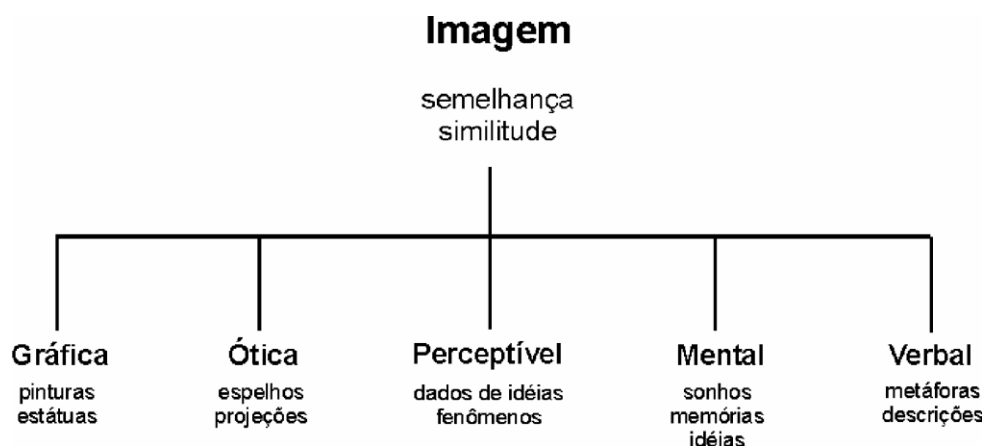 Imagem
semelhança
similitude
Gráfica
pinturas
estátuas
Ótica
espelhos
projeções
Perceptível
dados de idéias
fenômenos
Mental
sonhos
memórias
idéias
Verbal
metáforas
descrições